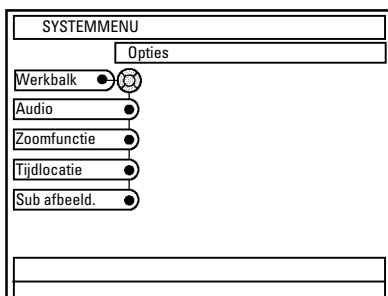 SYSTEMMENU
Opties
Werkbalk
Audio
Zoomfunctie
Tijdlocatie
Sub afbeeld.